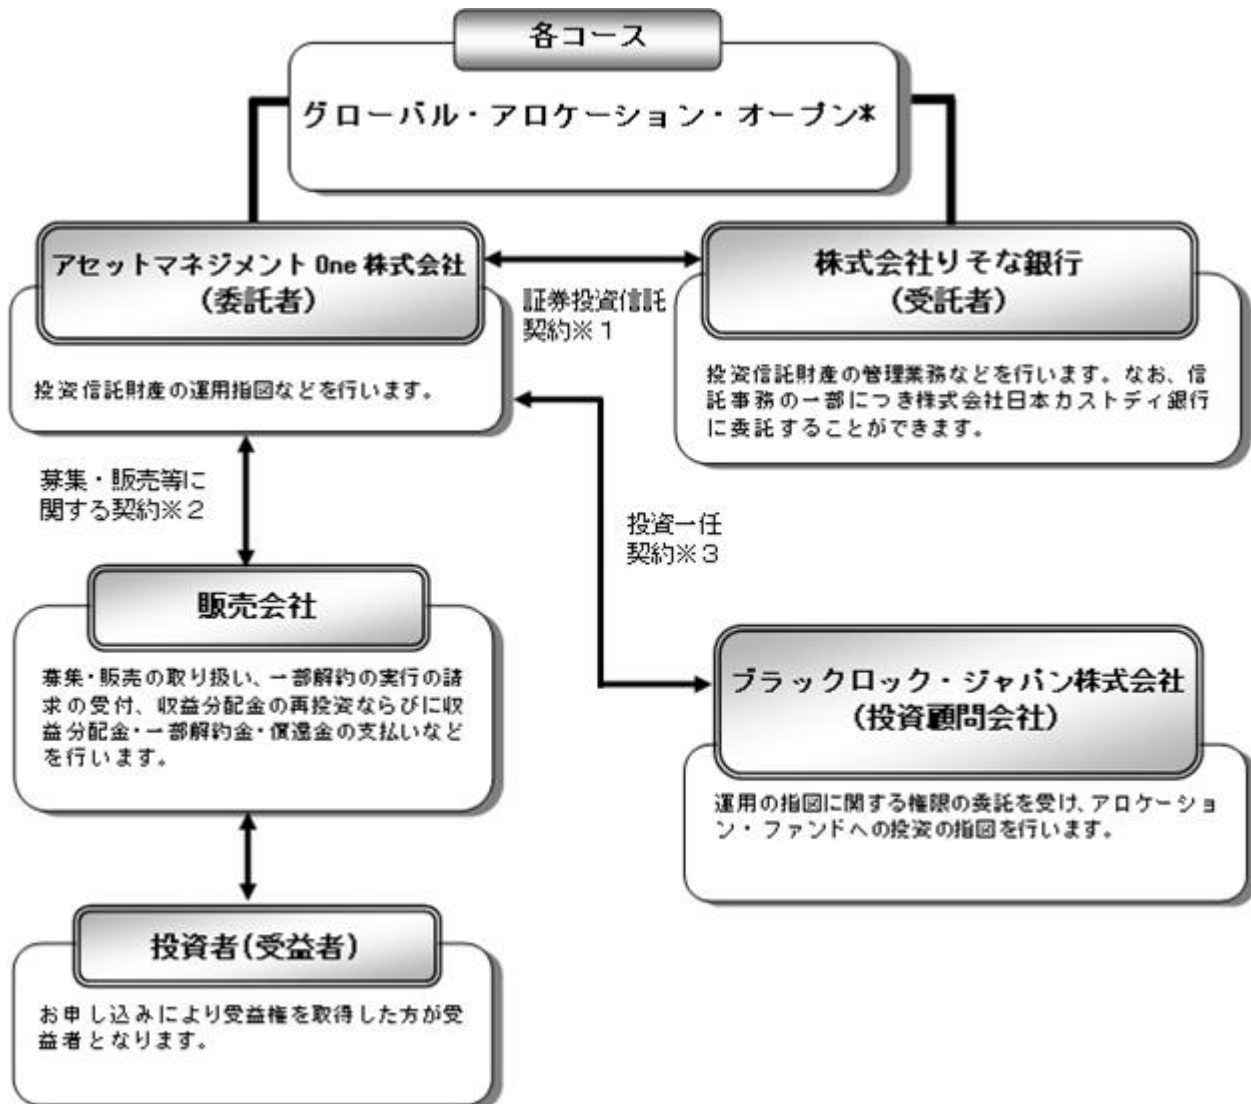 各コース
グローバル・アロケーション・オープン*
アセットマネジメント One 株式会社
(委託者)
投資信託財産の運用指図などを行います。
証券投資信託
契約※１
株式会社りそな銀行
(受託者)
投資信託財産の管理業務などを行います。なお、信
託事務の一部につき株式会社日本カストディ銀行
に委託することができます。
募集・販売等に
関する契約※２
投資一任
契約※３
販売会社
募集・販売の取り扱い、一部解約の実行の請
求の受付、収益分配金の再投資ならびに収
益分配金・一部解約金・償還金の支払いなど
を行います。
ブラックロック・ジャパン株式会社
(投資顧問会社)
運用の指図に関する権限の委託を受け、アロケーショ
ン・ファンドへの投資の指図を行います。
投資者(受益者)
お申し込みにより受益権を取得した方が受
益者となります。